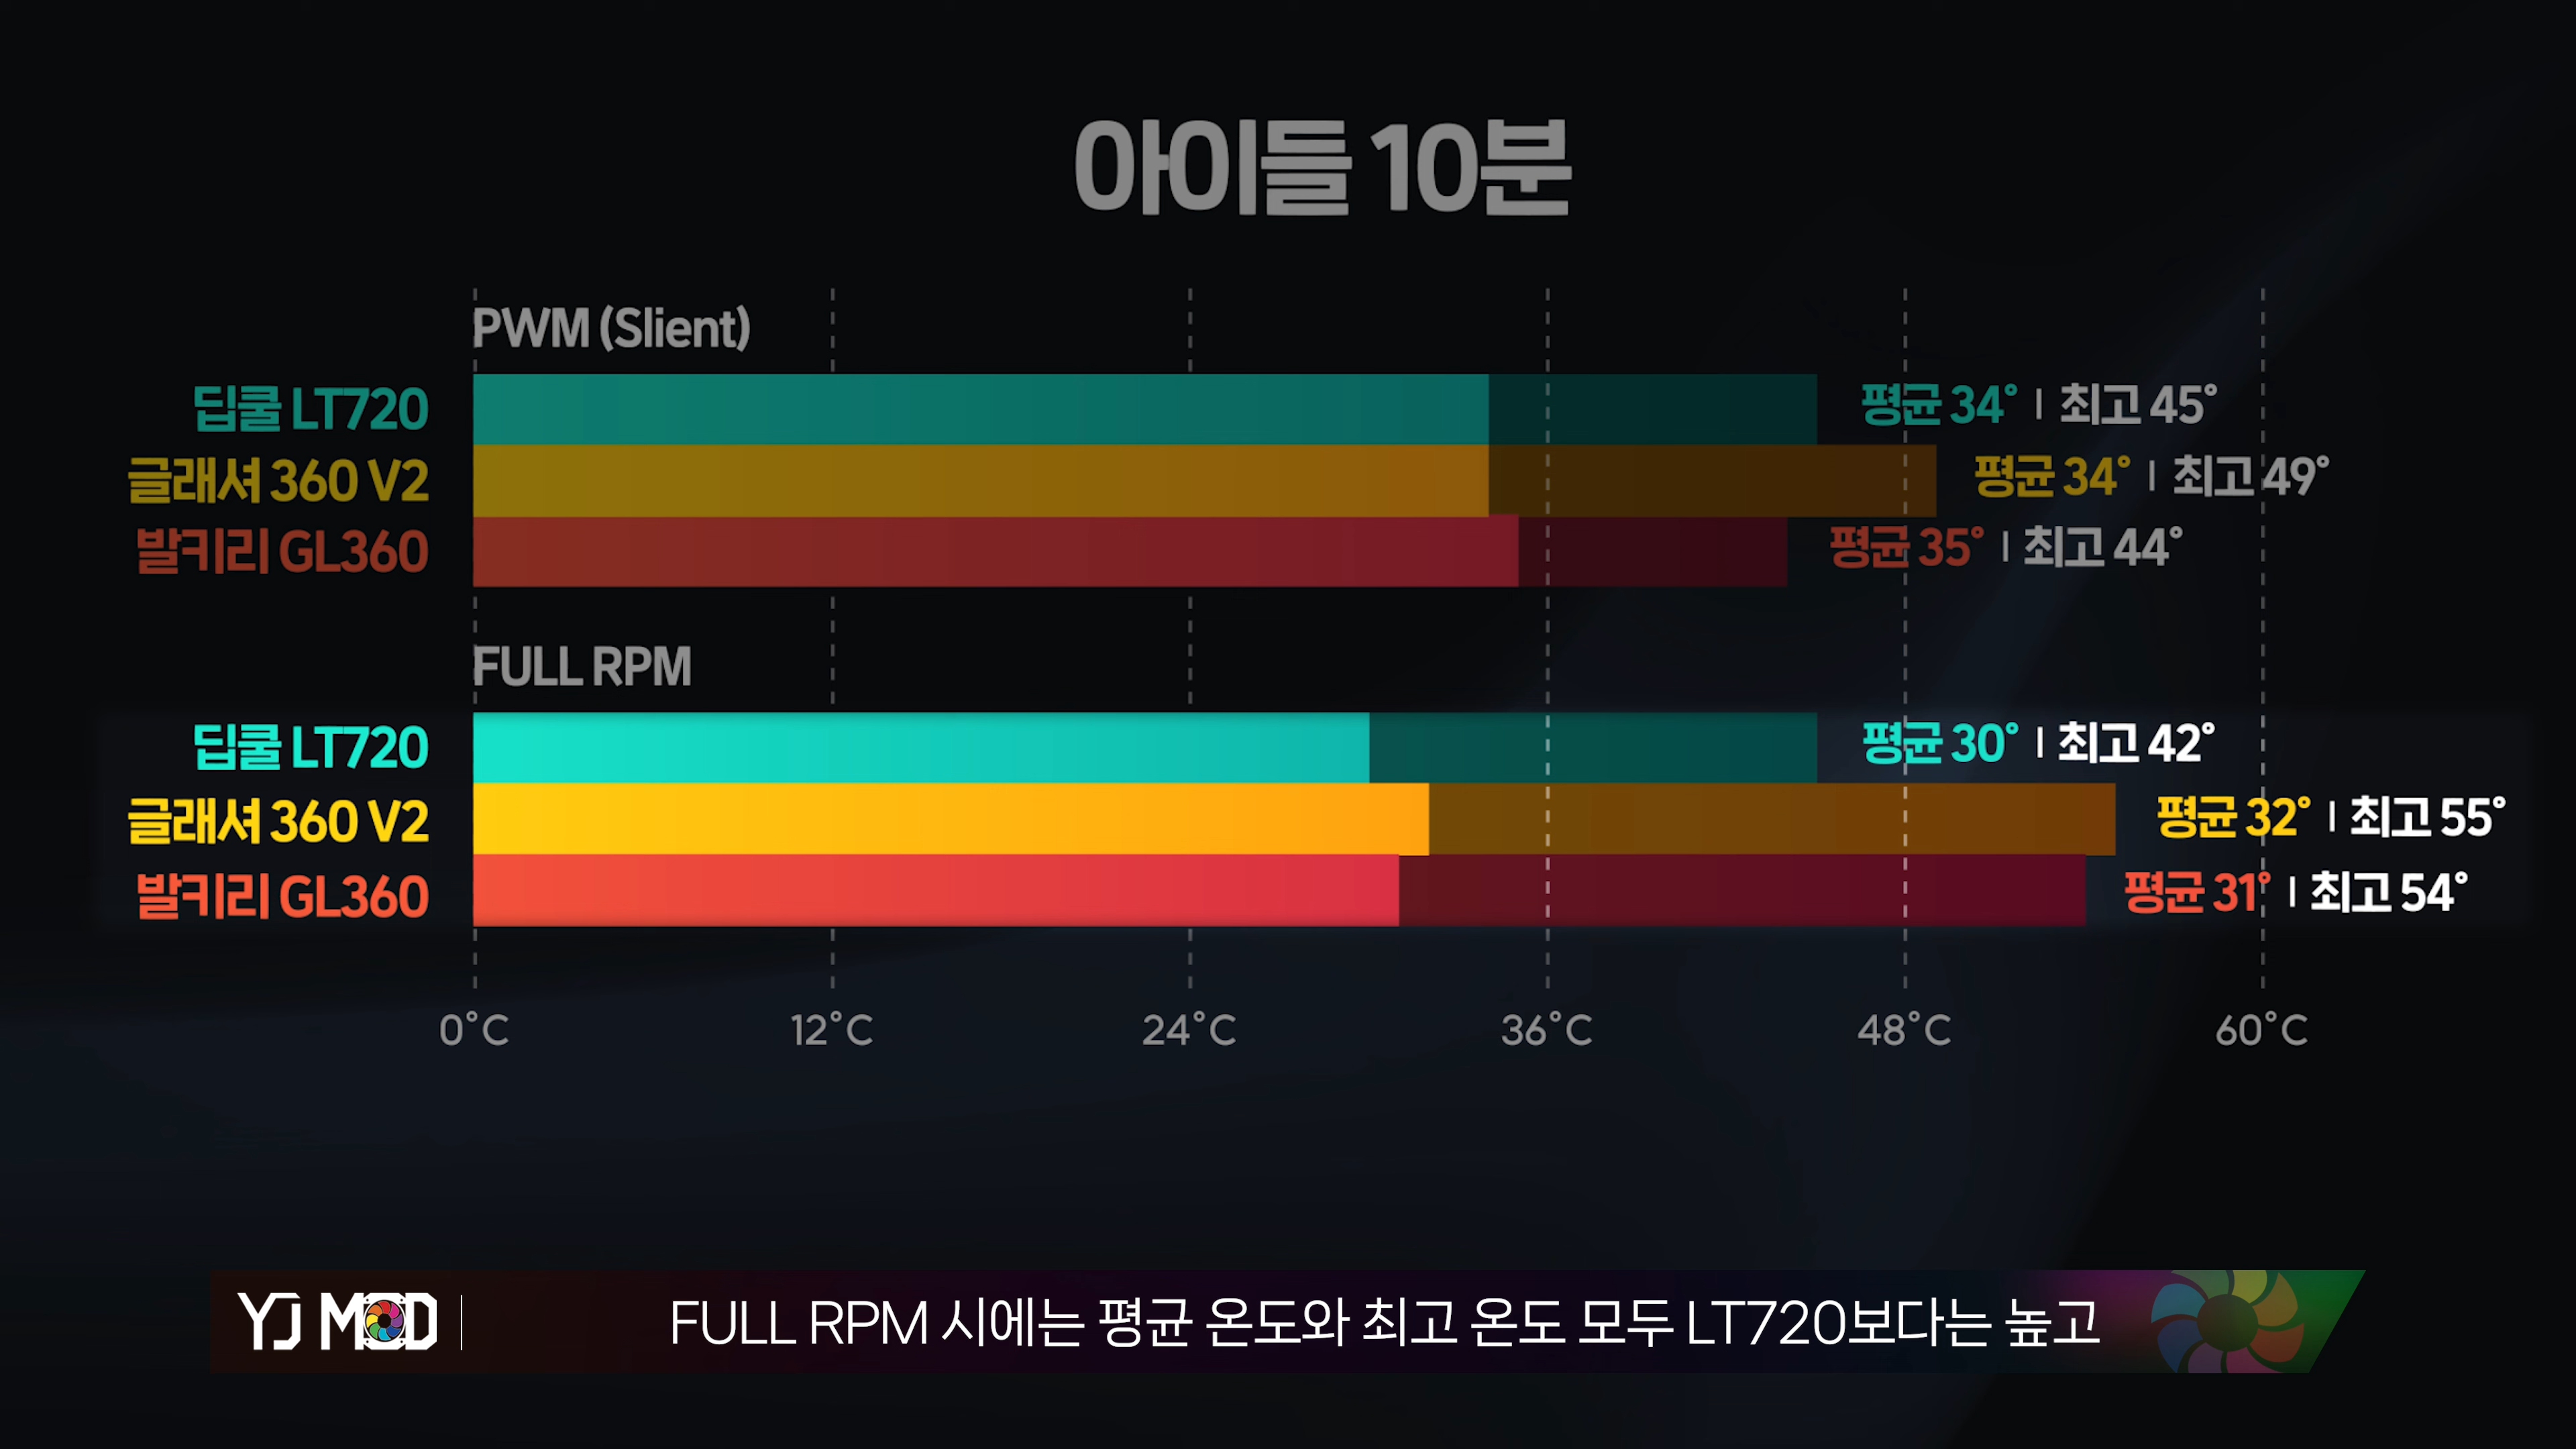 아이들 10분
PWM (Slient)
딥쿨 LT720 평균 34° | 최고 45°
글래셔 360 V2 평균 34° | 최고 49°
발키리 GL360 평균 35° | 최고 44°
FULL RPM
딥쿨 LT720 평균 30° | 최고 42°
글래셔 360 V2 평균 32° | 최고 55°
발키리 GL360 평균 31° | 최고 54°
0°C 12°C 24°C 36°C 48°C 60°C
YJ MOD | FULL RPM 시에는 평균 온도와 최고 온도 모두 LT720보다는 높고